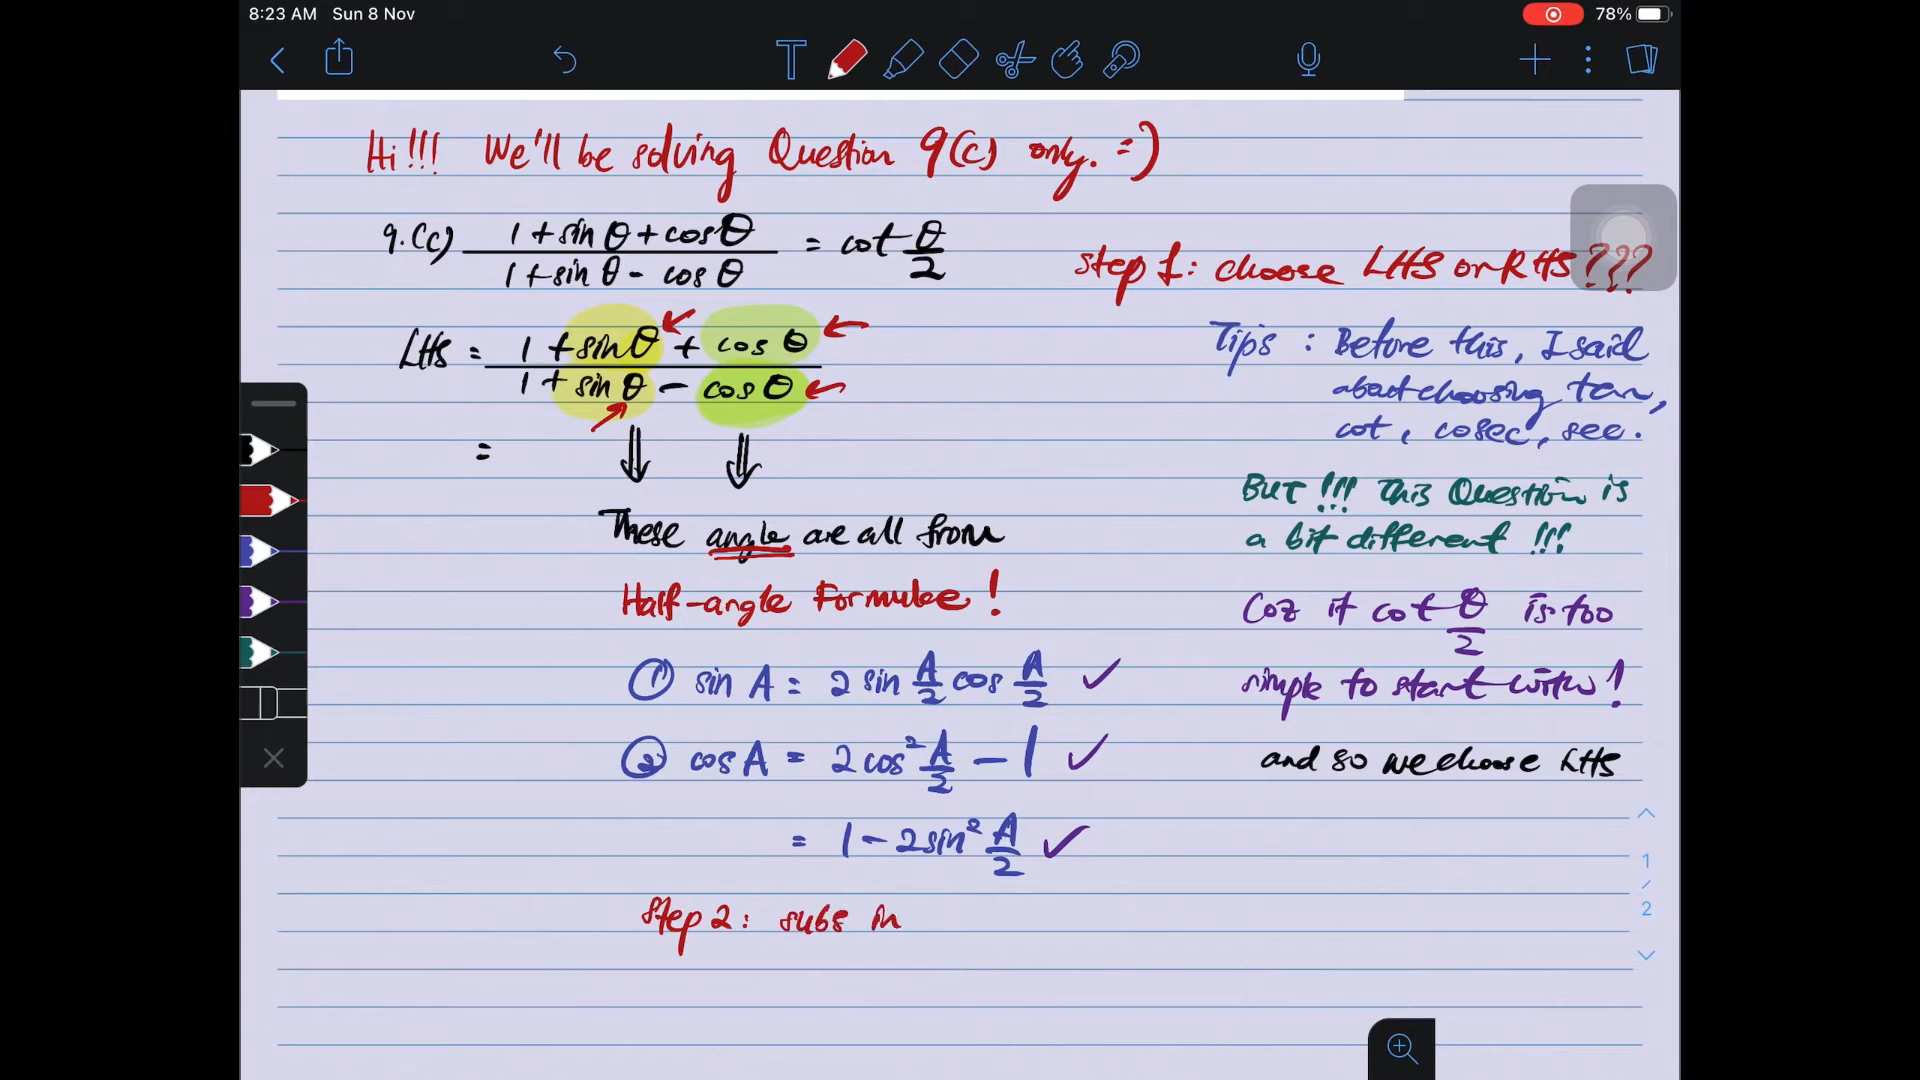 8:23 AM Sun 8 Nov
78%
Hi!!! We'll be solving Question 9(c) only. =)
9.(c) (1 + sin θ + cos θ) / (1 + sin θ - cos θ) = cot θ/2
Step 1: choose LHS or RHS ???
LHS = (1 + sin θ + cos θ) / (1 + sin θ - cos θ)
=
These angle are all from
Half-angle Formulae!
① sin A = 2 sin A/2 cos A/2 ✓
② cos A = 2cos² A/2 - 1 ✓
= 1 - 2sin² A/2 ✓
Step 2: subs in
Tips: Before this, I said
about choosing tan,
cot, cosec, sec.
But!!! This Question is
a bit different!!!
Coz if cot θ/2 is too
simple to start with!
and so we choose LHS
1
/
2